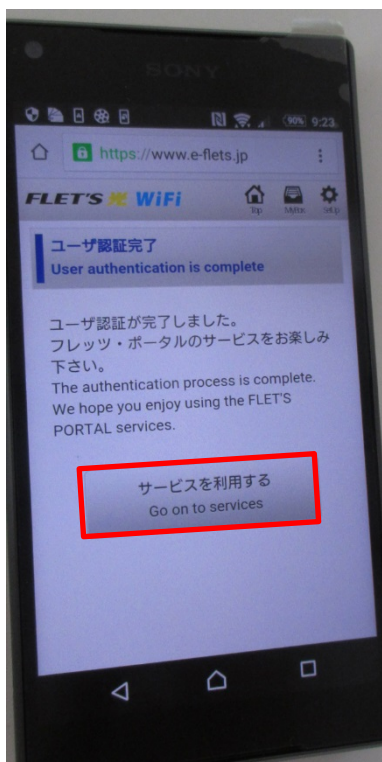 SONY
90% 9:23
https://www.e-flets.jp
FLET'S 光 WiFi
Top MyBox SetUp
ユーザ認証完了
User authentication is complete
ユーザ認証が完了しました。
フレッツ・ポータルのサービスをお楽しみ
下さい。
The authentication process is complete.
We hope you enjoy using the FLET'S
PORTAL services.
サービスを利用する
Go on to services